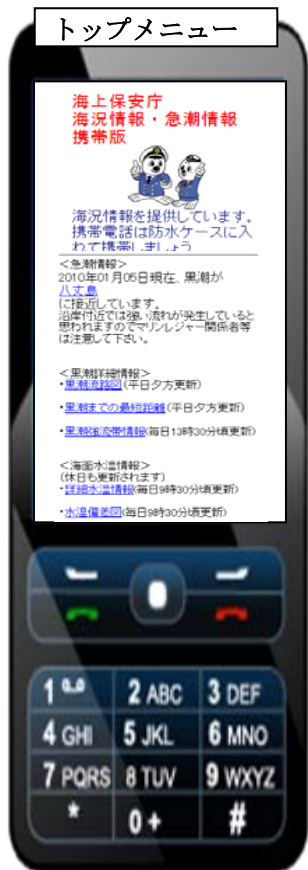 トップメニュー
海上保安庁
海況情報・急潮情報
携帯版
海況情報を提供しています。
携帯電話は防水ケースに入
れて携帯しましょう
＜急潮情報＞
2010年01月05日現在、黒潮が
八丈島
に接近しています。
沿岸付近では強い流れが発生していると
思われますのでマリンレジャー関係者等
は注意して下さい。
＜黒潮詳細情報＞
・黒潮流路図(平日夕方更新)
・黒潮までの最短距離(平日夕方更新)
・黒潮強流帯情報(毎日13時30分頃更新)
＜海面水温情報＞
(休日も更新されます)
・詳細水温情報(毎日9時30分頃更新)
・水温偏差図(毎日9時30分頃更新)
1
2 ABC
3 DEF
4 GHI
5 JKL
6 MNO
7 PQRS
8 TUV
9 WXYZ
*
0 +
#